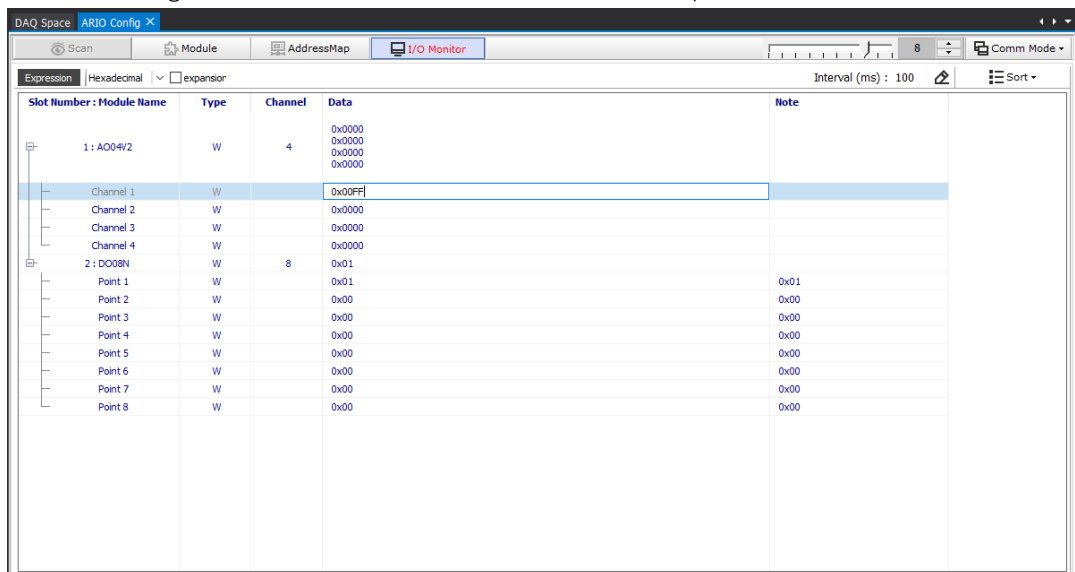 DAQ Space ARIO Config ×
Scan Module AddressMap I/O Monitor 8 Comm Mode
Expression Hexadecimal expansion Interval (ms) : 100 Sort
Slot Number : Module Name Type Channel Data Note
0x0000
0x0000
1 : AO04V2 W 4
0x0000
0x0000
Channel 1 W 0x00FF
Channel 2 W 0x0000
Channel 3 W 0x0000
Channel 4 W 0x0000
2 : DO08N W 8 0x01
Point 1 W 0x01 0x01
Point 2 W 0x00 0x00
Point 3 W 0x00 0x00
Point 4 W 0x00 0x00
Point 5 W 0x00 0x00
Point 6 W 0x00 0x00
Point 7 W 0x00 0x00
Point 8 W 0x00 0x00